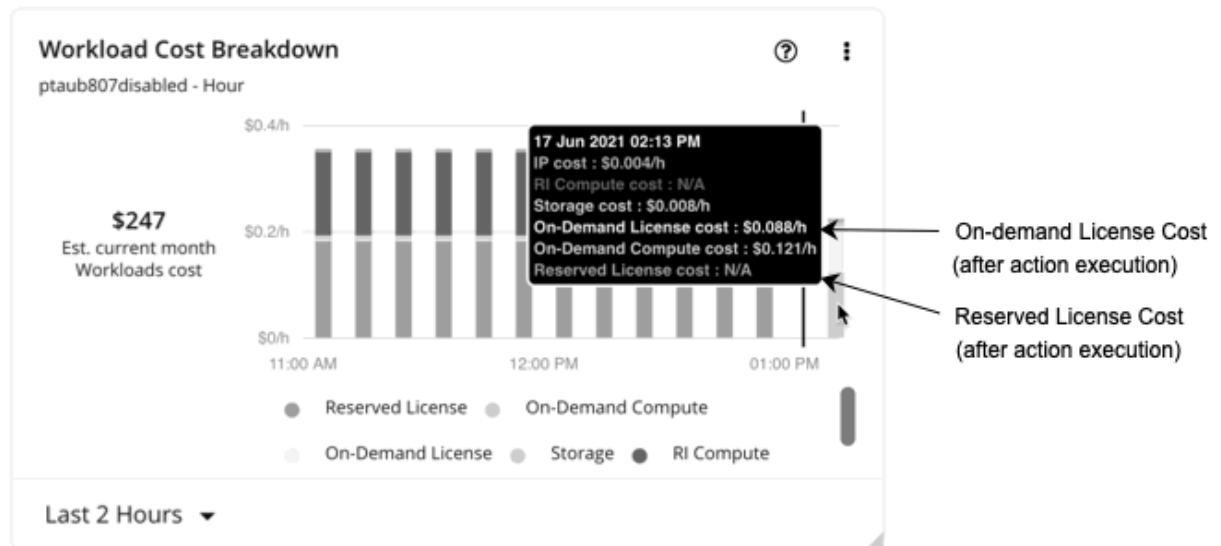 Workload Cost Breakdown
ptaub807disabled - Hour
$247
Est. current month
Workloads cost
$0.4/h
$0.2/h
$0/h
17 Jun 2021 02:13 PM
IP cost : $0.004/h
RI Compute cost : N/A
Storage cost : $0.008/h
On-Demand License cost : $0.088/h
On-Demand Compute cost : $0.121/h
Reserved License cost : N/A
11:00 AM 12:00 PM 01:00 PM
Reserved License On-Demand Compute
On-Demand License Storage RI Compute
Last 2 Hours
On-demand License Cost
(after action execution)
Reserved License Cost
(after action execution)